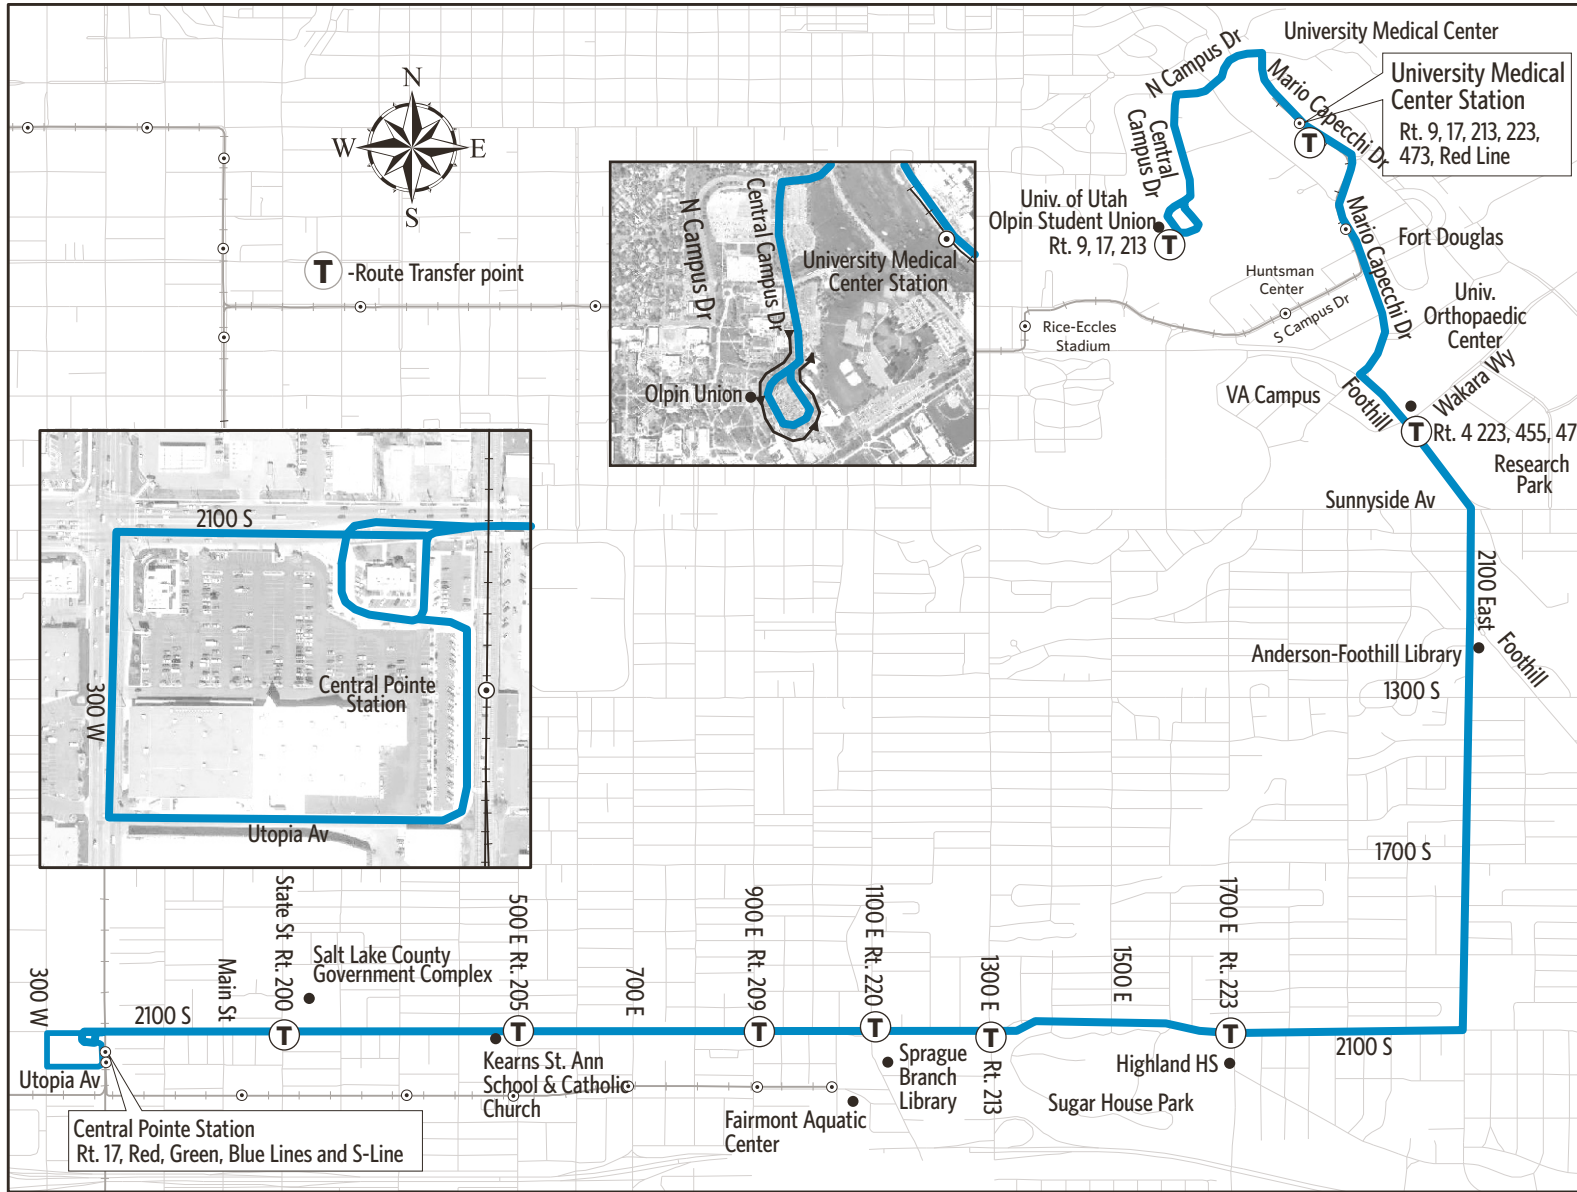 University Medical Center
N Campus Dr
Mario Capecchi Dr
University Medical
Center Station
Rt. 9, 17, 213, 223,
473, Red Line
N
W
E
S
T
Central
Campus Dr
T
Univ. of Utah
Olpin Student Union
Rt. 9, 17, 213
T
Mario Capecchi Dr
Fort Douglas
T -Route Transfer point
Huntsman
Center
S Campus Dr
Rice-Eccles
Stadium
Univ.
Orthopaedic
Center
Wakara Wy
VA Campus
Foothill
T
Rt. 4 223, 455, 47
Research
Park
Sunnyside Av
N Campus Dr
Central Campus Dr
University Medical
Center Station
Olpin Union
2100 S
300 W
Central Pointe
Station
Utopia Av
2100 East
Foothill
Anderson-Foothill Library
1300 S
1700 S
300 W
2100 S
Main St
State St Rt. 200
T
Salt Lake County
Government Complex
500 E Rt. 205
T
700 E
900 E Rt. 209
T
1100 E Rt. 220
T
1300 E
T
Rt. 213
1500 E
1700 E Rt. 223
T
2100 S
Utopia Av
Kearns St. Ann
School & Catholic
Church
Sprague
Branch
Library
Highland HS
Sugar House Park
Fairmont Aquatic
Center
Central Pointe Station
Rt. 17, Red, Green, Blue Lines and S-Line